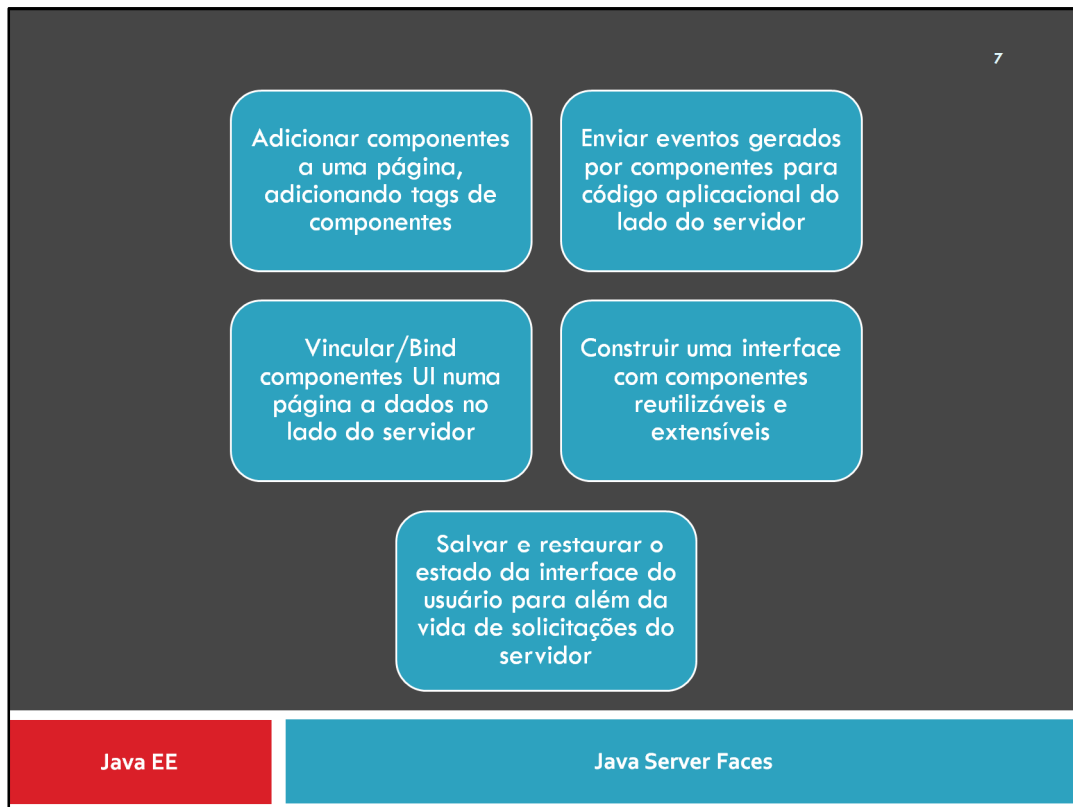 7
Adicionar componentes
a uma página,
adicionando tags de
componentes
Enviar eventos gerados
por componentes para
código aplicacional do
lado do servidor
Vincular/Bind
componentes UI numa
página a dados no
lado do servidor
Construir uma interface
com componentes
reutilizáveis e
extensíveis
Salvar e restaurar o
estado da interface do
usuário para além da
vida de solicitações do
servidor
Java EE
Java Server Faces